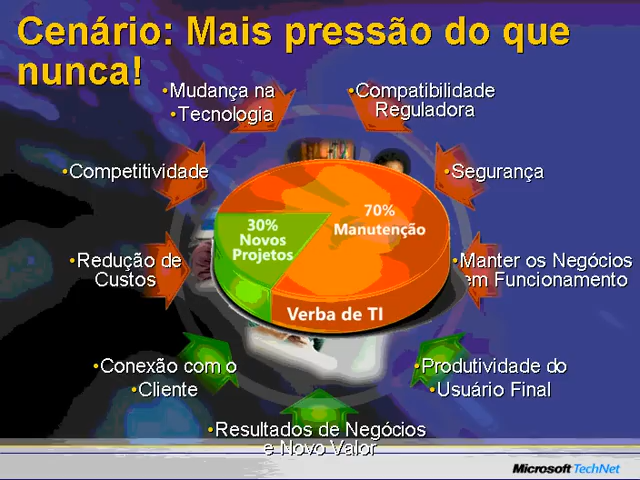 Cenário: Mais pressão do que
nunca!
•Mudança na
•Tecnologia
•Compatibilidade
Reguladora
•Competitividade
•Segurança
70%
Manutenção
30%
Novos
Projetos
•Redução de
Custos
•Manter os Negócios
em Funcionamento
Verba de TI
•Conexão com o
•Cliente
•Produtividade do
•Usuário Final
•Resultados de Negócios
e Novo Valor
Microsoft TechNet